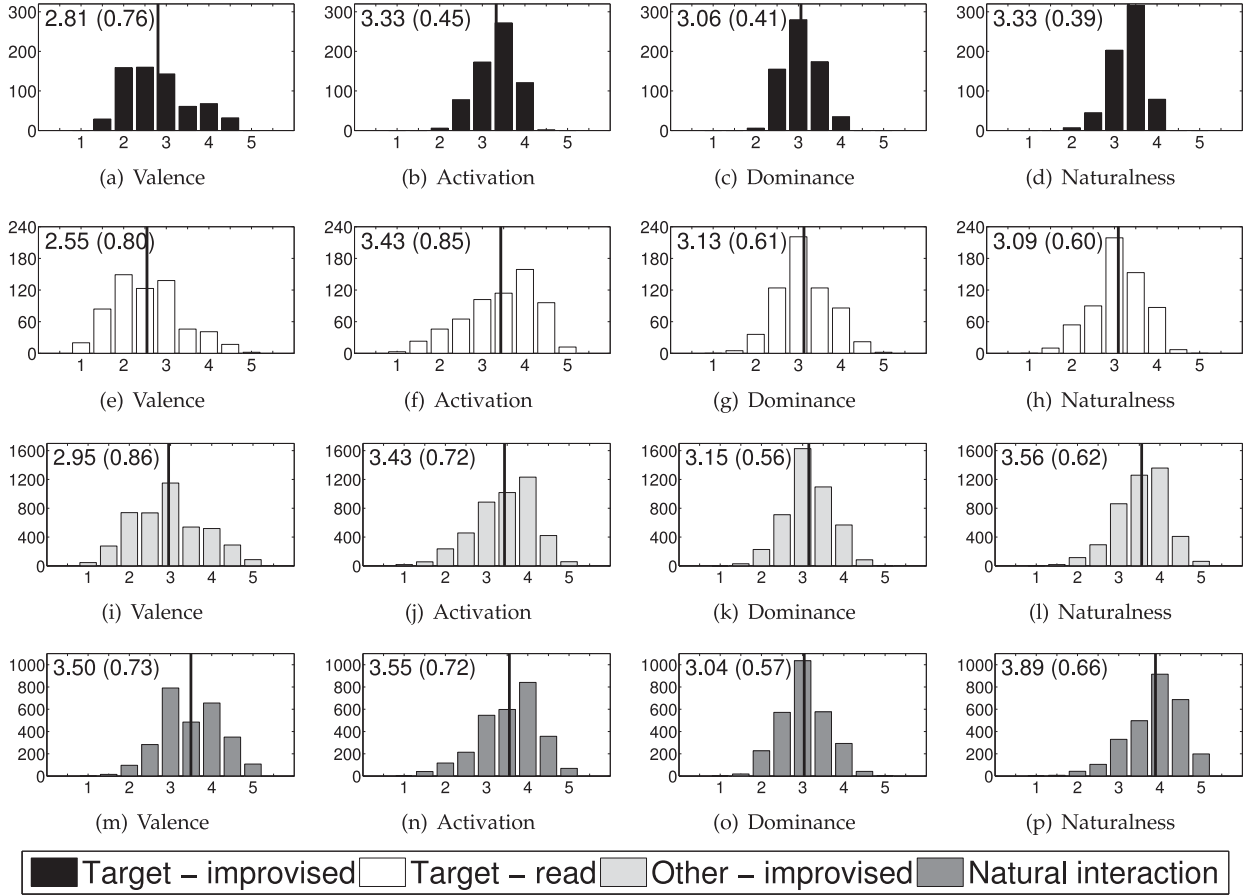 300
200
100
0
2.81 (0.76)
1 2 3 4 5
(a) Valence
300
200
100
0
3.33 (0.45)
1 2 3 4 5
(b) Activation
300
200
100
0
3.06 (0.41)
1 2 3 4 5
(c) Dominance
300
200
100
0
3.33 (0.39)
1 2 3 4 5
(d) Naturalness
240
180
120
60
0
2.55 (0.80)
1 2 3 4 5
(e) Valence
240
180
120
60
0
3.43 (0.85)
1 2 3 4 5
(f) Activation
240
180
120
60
0
3.13 (0.61)
1 2 3 4 5
(g) Dominance
240
180
120
60
0
3.09 (0.60)
1 2 3 4 5
(h) Naturalness
1600
1200
800
400
0
2.95 (0.86)
1 2 3 4 5
(i) Valence
1600
1200
800
400
0
3.43 (0.72)
1 2 3 4 5
(j) Activation
1600
1200
800
400
0
3.15 (0.56)
1 2 3 4 5
(k) Dominance
1600
1200
800
400
0
3.56 (0.62)
1 2 3 4 5
(l) Naturalness
1000
800
600
400
200
0
3.50 (0.73)
1 2 3 4 5
(m) Valence
1000
800
600
400
200
0
3.55 (0.72)
1 2 3 4 5
(n) Activation
1000
800
600
400
200
0
3.04 (0.57)
1 2 3 4 5
(o) Dominance
1000
800
600
400
200
0
3.89 (0.66)
1 2 3 4 5
(p) Naturalness
Target – improvised Target – read Other – improvised Natural interaction